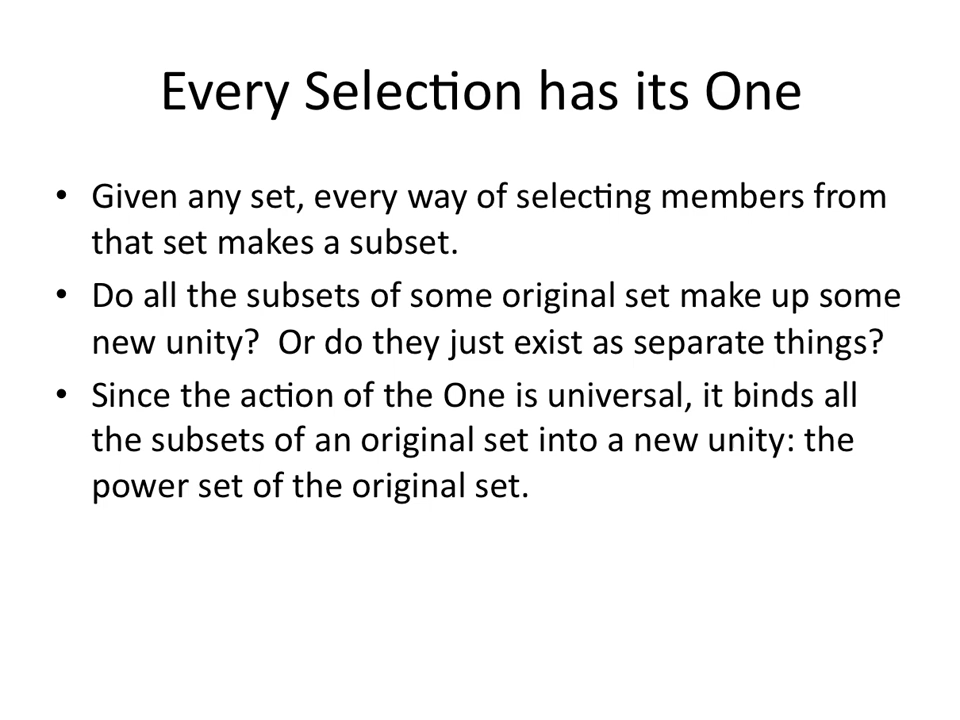 Every Selection has its One
• Given any set, every way of selecting members from
that set makes a subset.
• Do all the subsets of some original set make up some
new unity?  Or do they just exist as separate things?
• Since the action of the One is universal, it binds all
the subsets of an original set into a new unity: the
power set of the original set.